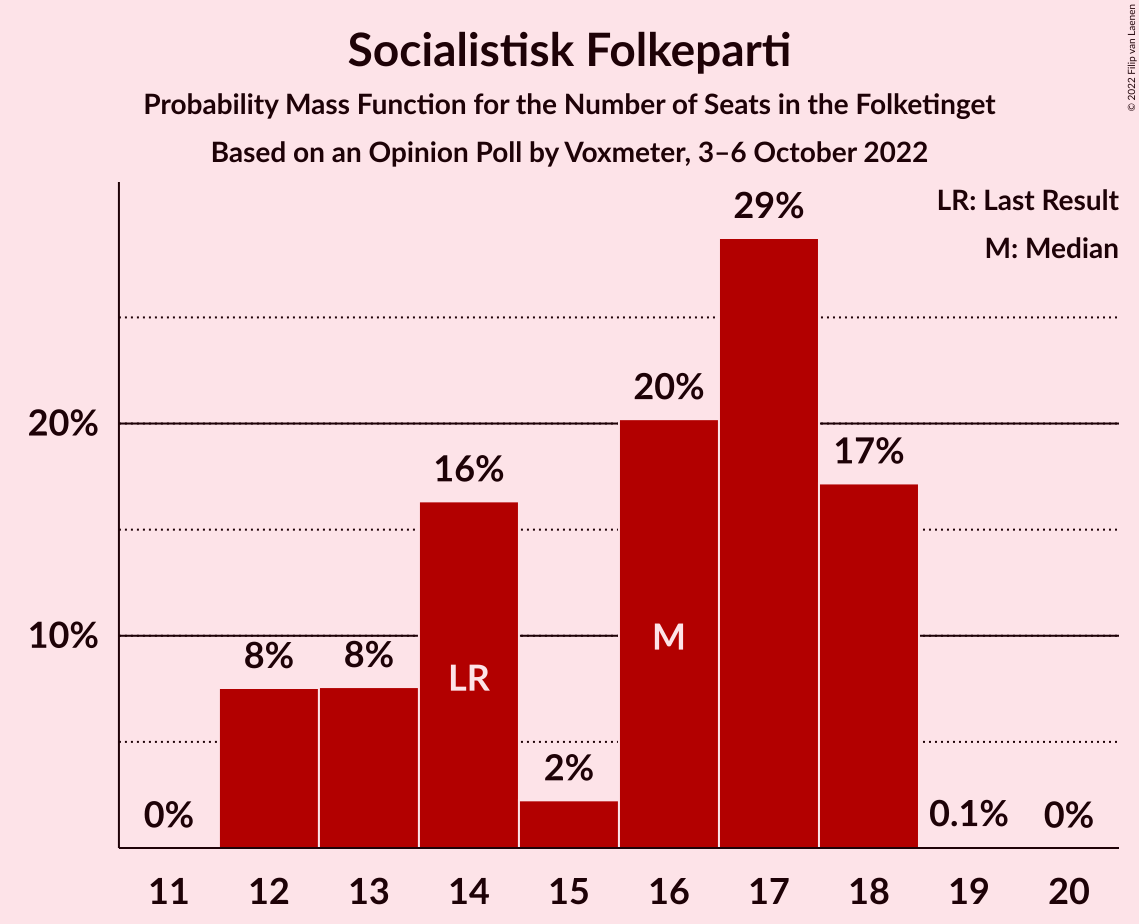 Socialistisk Folkeparti
Probability Mass Function for the Number of Seats in the Folketinget
Based on an Opinion Poll by Voxmeter, 3–6 October 2022
© 2022 Filip van Laenen
LR: Last Result
M: Median
29%
20%
20%
17%
16%
10%
8%
8%
LR
M
2%
0%
0.1%
0%
11 12 13 14 15 16 17 18 19 20